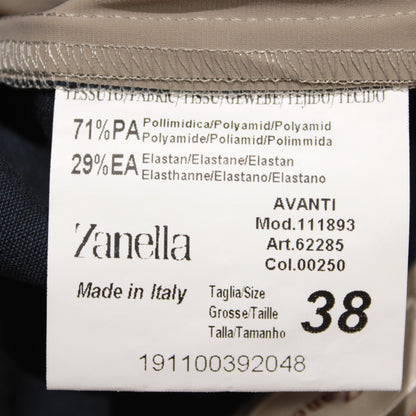 TESSUTO/FABRIC/TISSU/GEWEBE/TEJIDO/TECIDO
71%PA Pollimidica/Polyamid/Polyamid
Polyamide/Poliamid/Polimmida
29%EA Elastan/Elastane/Elastan
Elasthanne/Elastano/Elastano
AVANTI
Mod.111893
Art.62285
Col.00250
Zanella
Made in Italy
Taglia/Size
Grosse/Taille
Talla/Tamanho
38
191100392048